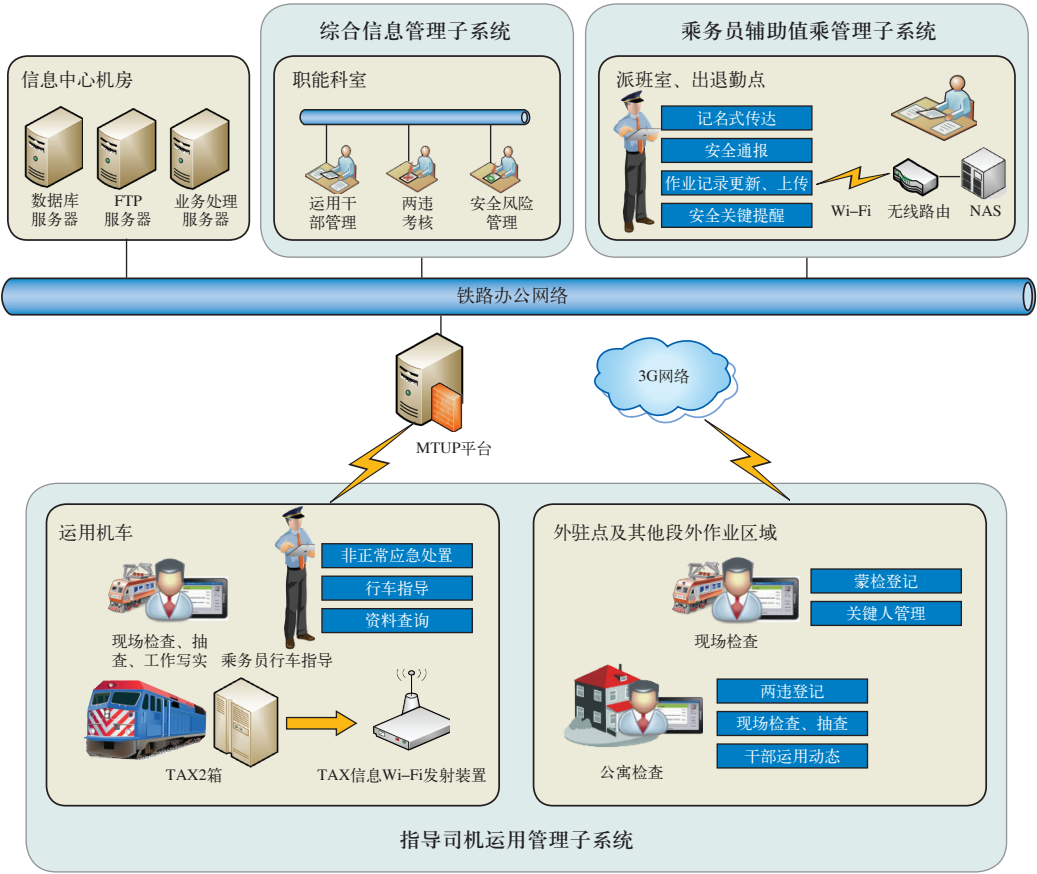 综合信息管理子系统
乘务员辅助值乘管理子系统
信息中心机房
数据库
服务器
FTP
服务器
业务处理
服务器
职能科室
运用干
部管理
两违
考核
安全风险
管理
派班室、出退勤点
记名式传达
安全通报
作业记录更新、上传
安全关键提醒
Wi–Fi
无线路由
NAS
铁路办公网络
MTUP平台
3G网络
运用机车
非正常应急处置
行车指导
资料查询
现场检查、抽
查、工作写实
乘务员行车指导
TAX2箱
TAX信息Wi–Fi发射装置
外驻点及其他段外作业区域
蒙检登记
关键人管理
现场检查
两违登记
现场检查、抽查
干部运用动态
公寓检查
指导司机运用管理子系统